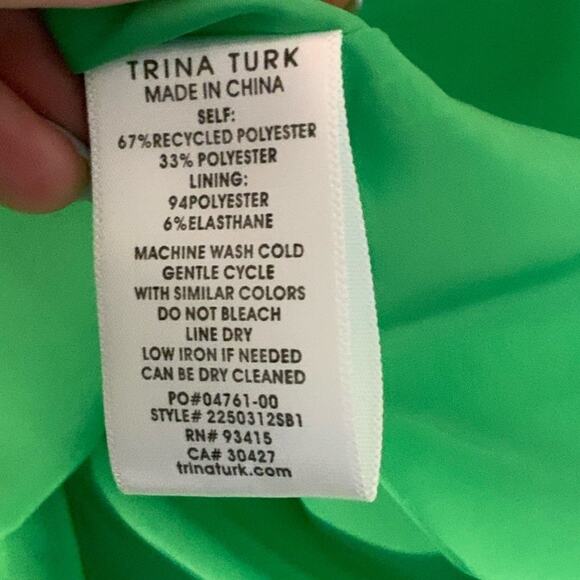 TRINA TURK
MADE IN CHINA
SELF:
67%RECYCLED POLYESTER
33% POLYESTER
LINING:
94POLYESTER
6%ELASTHANE
MACHINE WASH COLD
GENTLE CYCLE
WITH SIMILAR COLORS
DO NOT BLEACH
LINE DRY
LOW IRON IF NEEDED
CAN BE DRY CLEANED
PO#04761-00
STYLE# 2250312SB1
RN# 93415
CA# 30427
trinaturk.com